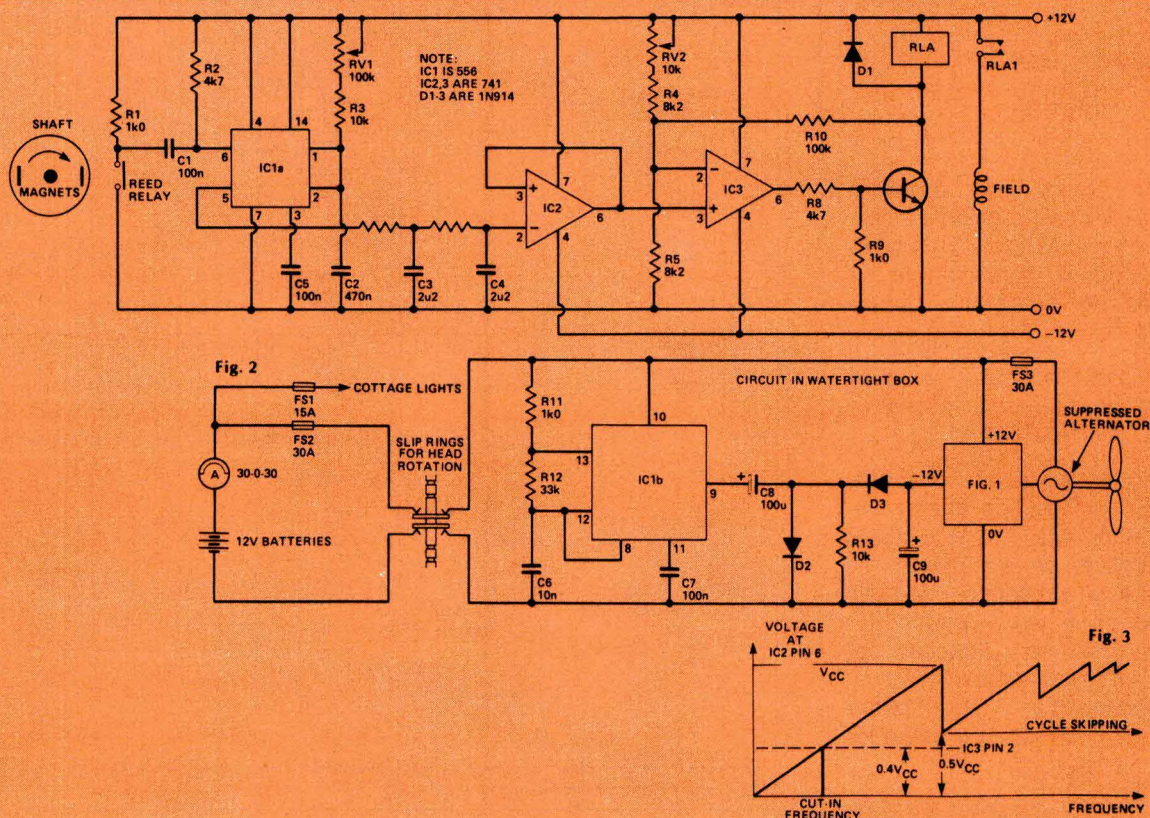 +12V
RLA
RLA1
D1
NOTE:
IC1 IS 556
IC2,3 ARE 741
D1-3 ARE 1N914
RV1
100k
RV2
10k
R2
4k7
R3
10k
R4
8k2
R1
1k0
SHAFT
MAGNETS
REED
RELAY
C1
100n
4
14
6
IC1a
1
5
2
7
3
C5
100n
C2
470n
C3
2u2
C4
2u2
3
+
7
IC2
6
2
−
4
R10
100k
2
−
7
IC3
6
3
+
4
R8
4k7
R5
8k2
R9
1k0
FIELD
0V
−12V
Fig. 2
FS1
15A
COTTAGE LIGHTS
FS2
30A
A
30-0-30
12V BATTERIES
SLIP RINGS
FOR HEAD
ROTATION
CIRCUIT IN WATERTIGHT BOX
R11
1k0
R12
33k
10
13
IC1b
9
12
8
11
C6
10n
C7
100n
+
C8
100u
D2
R13
10k
D3
+
C9
100u
−12V
+12V
FIG. 1
0V
FS3
30A
SUPPRESSED
ALTERNATOR
Fig. 3
VOLTAGE
AT
IC2 PIN 6
VCC
CYCLE SKIPPING
IC3 PIN 2
0.4VCC
0.5VCC
CUT-IN
FREQUENCY
FREQUENCY